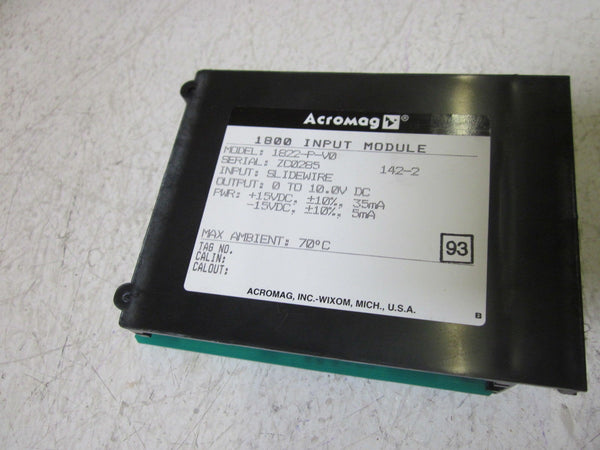 Acromag ®
1800 INPUT MODULE
MODEL: 1822-P-V0
SERIAL: ZC0285 142-2
INPUT: SLIDEWIRE
OUTPUT: 0 TO 10.0V DC
PWR: +15VDC, ±10%, 35mA
-15VDC, ±10%, 5mA
MAX AMBIENT: 70°C
93
TAG NO.
CALIN:
CALOUT:
ACROMAG, INC.-WIXOM, MICH., U.S.A.
B